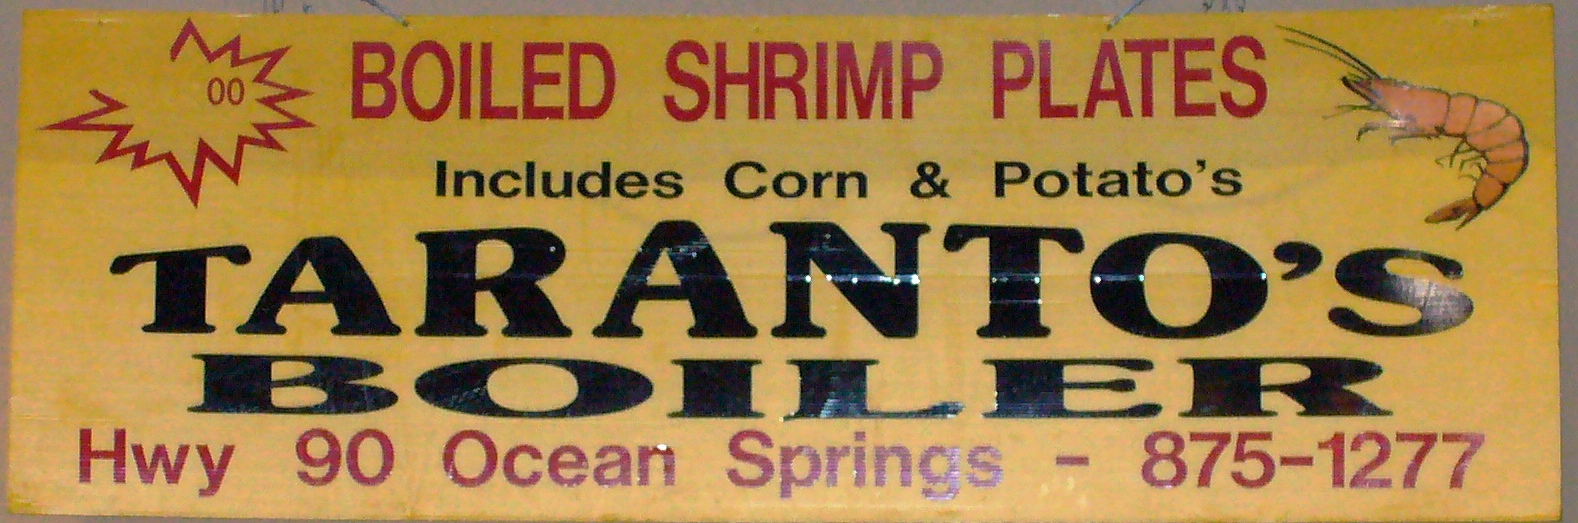 00
BOILED SHRIMP PLATES
Includes Corn & Potato's
TARANTO'S
BOILER
Hwy 90 Ocean Springs - 875-1277